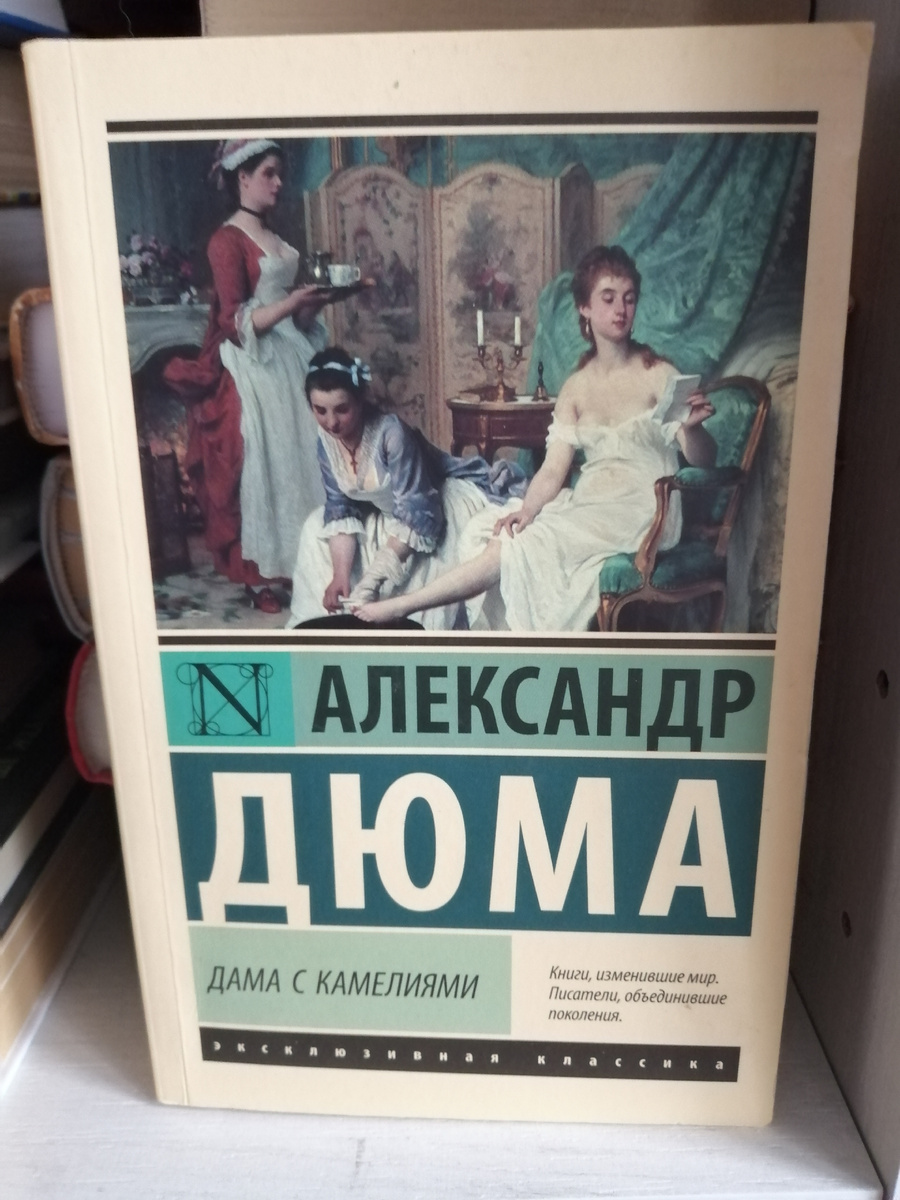 N
АЛЕКСАНДР
ДЮМА
ДАМА С КАМЕЛИЯМИ
Книги, изменившие мир.
Писатели, объединившие
поколения.
эксклюзивная классика